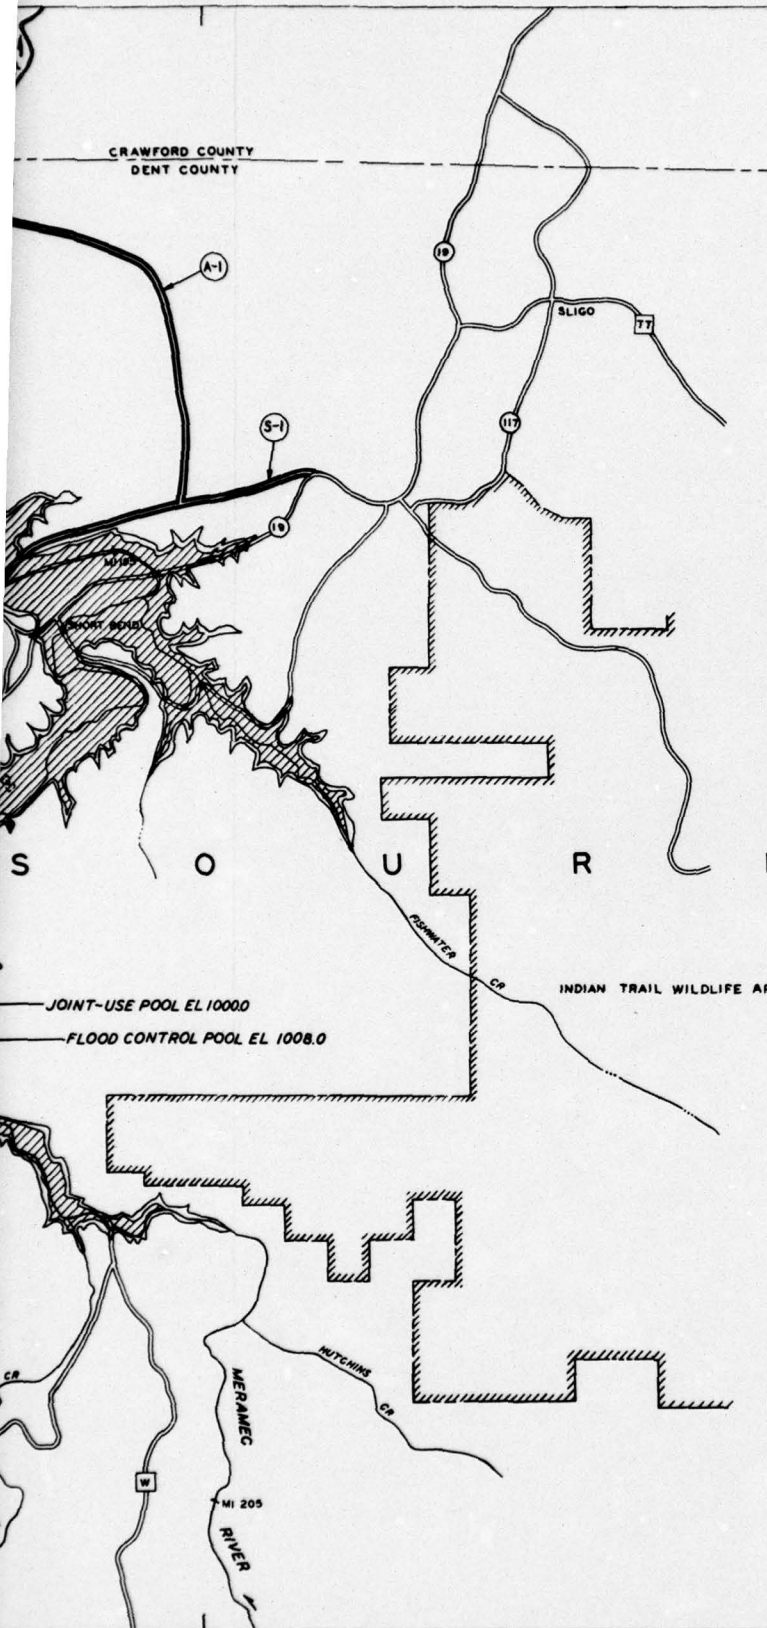 CRAWFORD COUNTY
DENT COUNTY
A-1
19
SLIGO
TT
117
S-1
19
SHORT BEND
S O U R
FISHWATER CR
INDIAN TRAIL WILDLIFE
JOINT-USE POOL EL 1000.0
FLOOD CONTROL POOL EL 1008.0
CR
HUTCHINS CR
MERAMEC
W
MI 205
RIVER